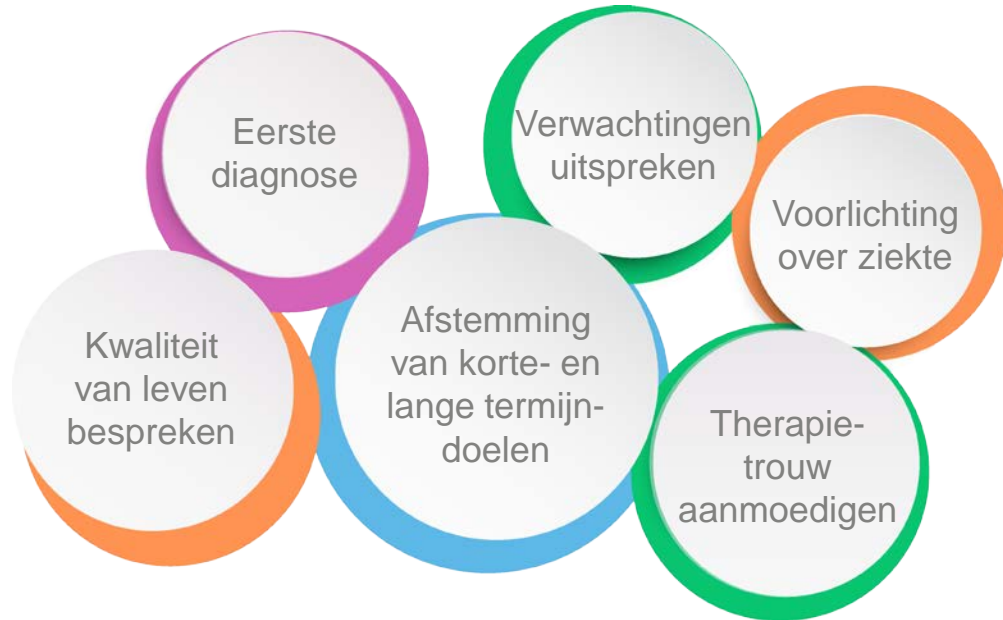 Eerste
diagnose
Verwachtingen
uitspreken
Voorlichting
over ziekte
Kwaliteit
van leven
bespreken
Afstemming
van korte- en
lange termijn-
doelen
Therapie-
trouw
aanmoedigen